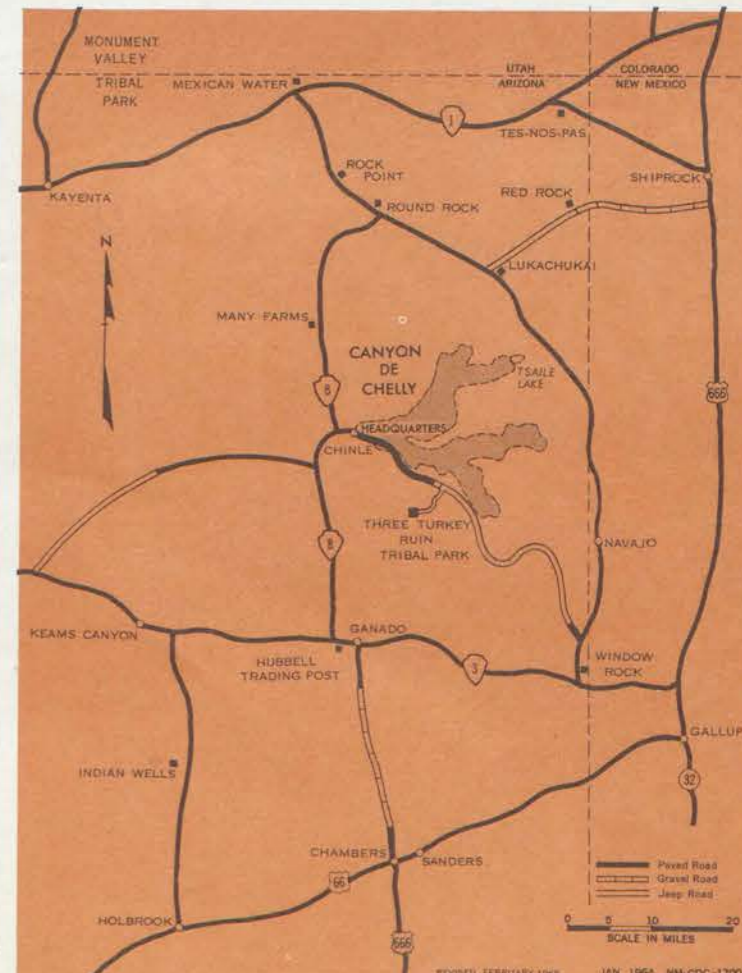 MONUMENT
VALLEY
TRIBAL
PARK
MEXICAN WATER
UTAH
ARIZONA
COLORADO
NEW MEXICO
1
TES-NOS-PAS
ROCK
POINT
SHIPROCK
KAYENTA
RED ROCK
ROUND ROCK
N
LUKACHUKAI
MANY FARMS
CANYON
DE
CHELLY
TSAILE
LAKE
8
666
HEADQUARTERS
CHINLE
THREE TURKEY
RUIN
TRIBAL PARK
8
NAVAJO
KEAMS CANYON
GANADO
HUBBELL
TRADING POST
3
WINDOW
ROCK
GALLUP
INDIAN WELLS
32
CHAMBERS
SANDERS
66
HOLBROOK
666
Paved Road
Gravel Road
Jeep Road
0 5 10 20
SCALE IN MILES